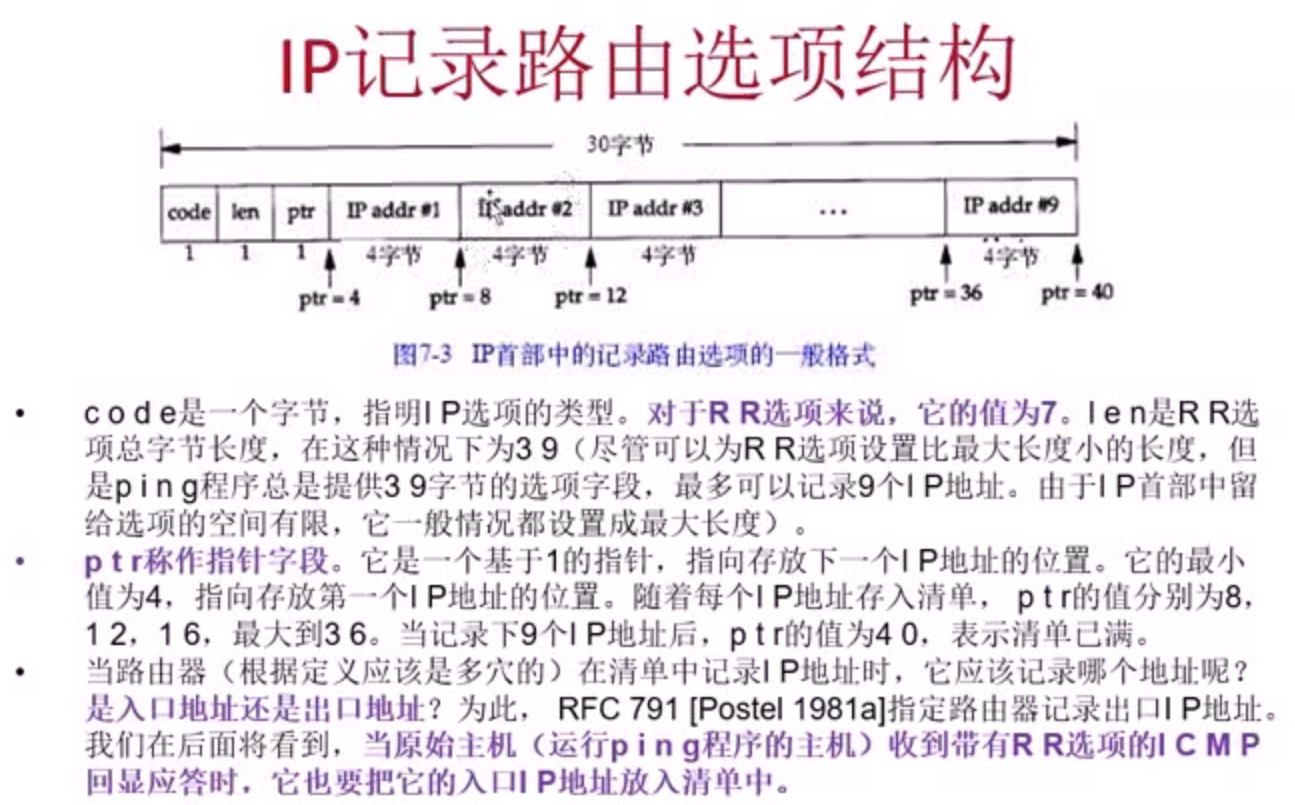 IP记录路由选项结构
30字节
code len ptr IP addr #1 IP addr #2 IP addr #3 ... IP addr #9
1 1 1 4字节 4字节 4字节 4字节
ptr = 4 ptr = 8 ptr = 12 ptr = 36 ptr = 40
图7-3 IP首部中的记录路由选项的一般格式
• code是一个字节，指明IP选项的类型。对于RR选项来说，它的值为7。len是RR选
项总字节长度，在这种情况下为39（尽管可以为RR选项设置比最大长度小的长度，但
是ping程序总是提供39字节的选项字段，最多可以记录9个IP地址。由于IP首部中留
给选项的空间有限，它一般情况都设置成最大长度）。
• ptr称作指针字段。它是一个基于1的指针，指向存放下一个IP地址的位置。它的最小
值为4，指向存放第一个IP地址的位置。随着每个IP地址存入清单，ptr的值分别为8，
12，16，最大到36。当记录下9个IP地址后，ptr的值为40，表示清单已满。
• 当路由器（根据定义应该是多穴的）在清单中记录IP地址时，它应该记录哪个地址呢？
是入口地址还是出口地址？为此， RFC 791 [Postel 1981a]指定路由器记录出口IP地址。
我们在后面将看到，当原始主机（运行ping程序的主机）收到带有RR选项的ICMP
回显应答时，它也要把它的入口IP地址放入清单中。